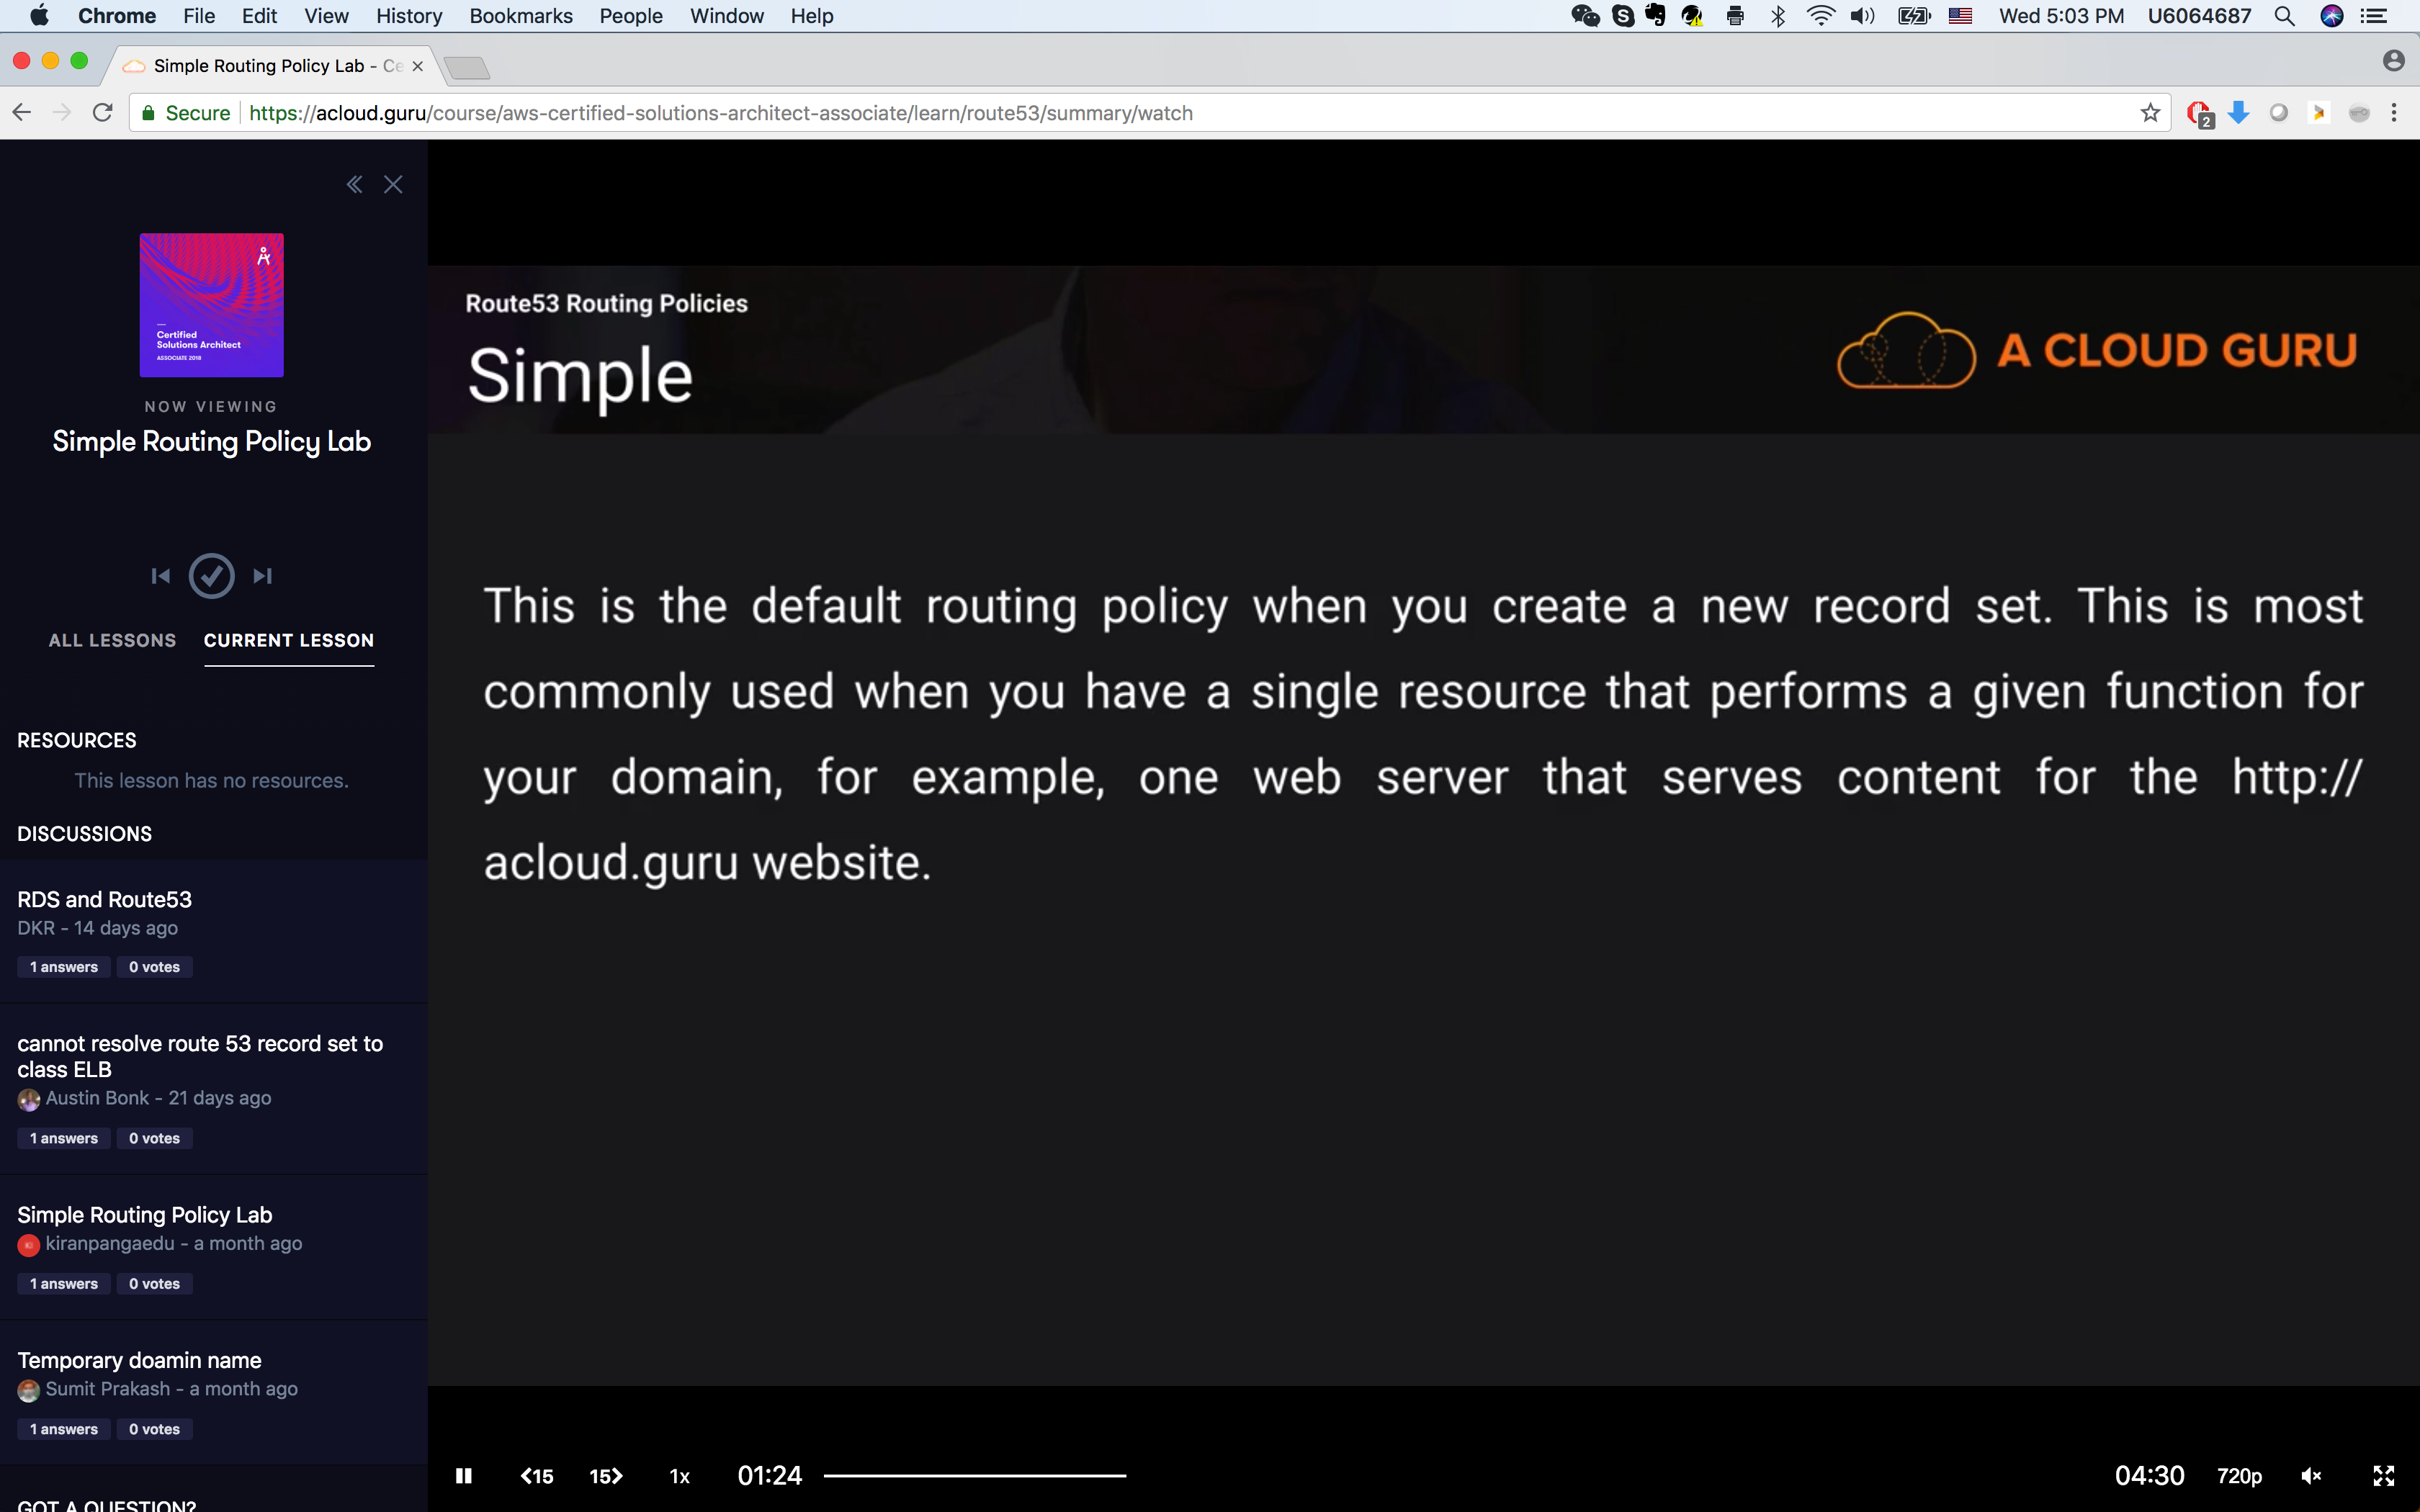 Chrome File Edit View History Bookmarks People Window Help
Wed 5:03 PM U6064687
Simple Routing Policy Lab - Ce
Secure https://acloud.guru/course/aws-certified-solutions-architect-associate/learn/route53/summary/watch
2
Certified
Solutions Architect
ASSOCIATE 2018
NOW VIEWING
Simple Routing Policy Lab
ALL LESSONS CURRENT LESSON
RESOURCES
This lesson has no resources.
DISCUSSIONS
RDS and Route53
DKR - 14 days ago
1 answers 0 votes
cannot resolve route 53 record set to
class ELB
Austin Bonk - 21 days ago
1 answers 0 votes
Simple Routing Policy Lab
kiranpangaedu - a month ago
1 answers 0 votes
Temporary doamin name
Sumit Prakash - a month ago
1 answers 0 votes
GOT A QUESTION?
Route53 Routing Policies
Simple
A CLOUD GURU
This is the default routing policy when you create a new record set. This is most
commonly used when you have a single resource that performs a given function for
your domain, for example, one web server that serves content for the http://
acloud.guru website.
15 15 1x 01:24 04:30 720p